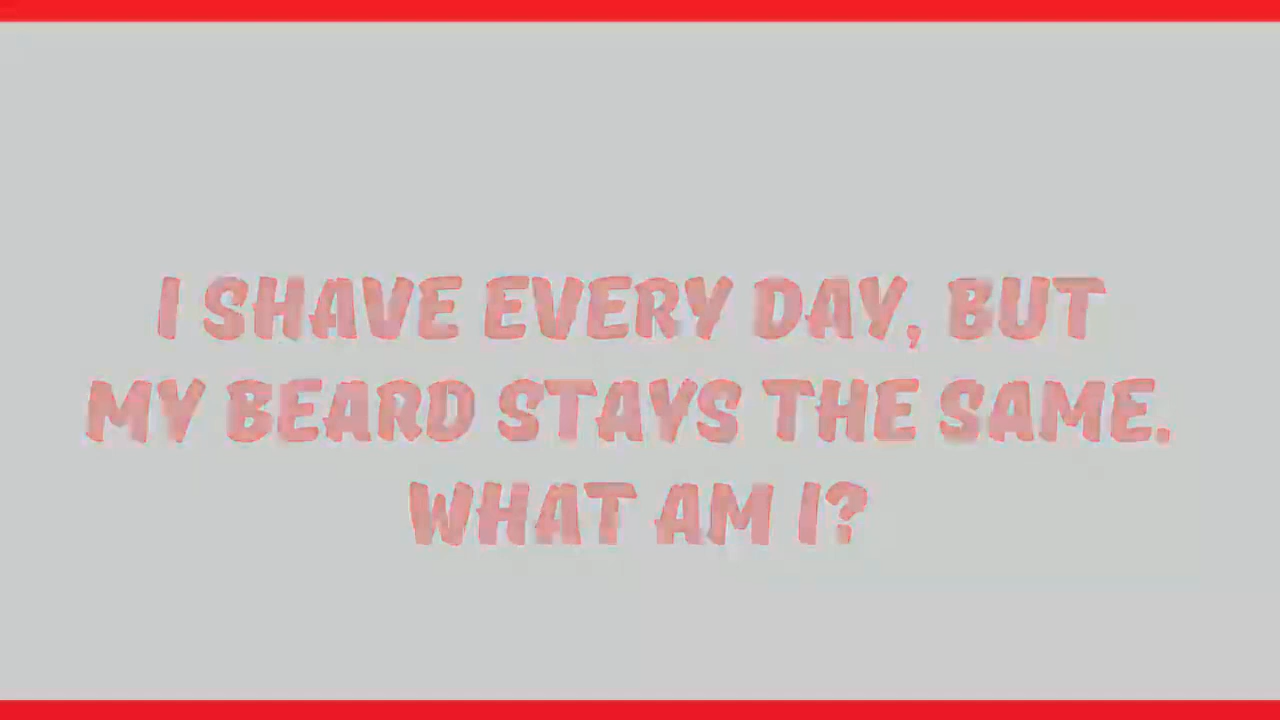 I SHAVE EVERY DAY, BUT
MY BEARD STAYS THE SAME.
WHAT AM I?